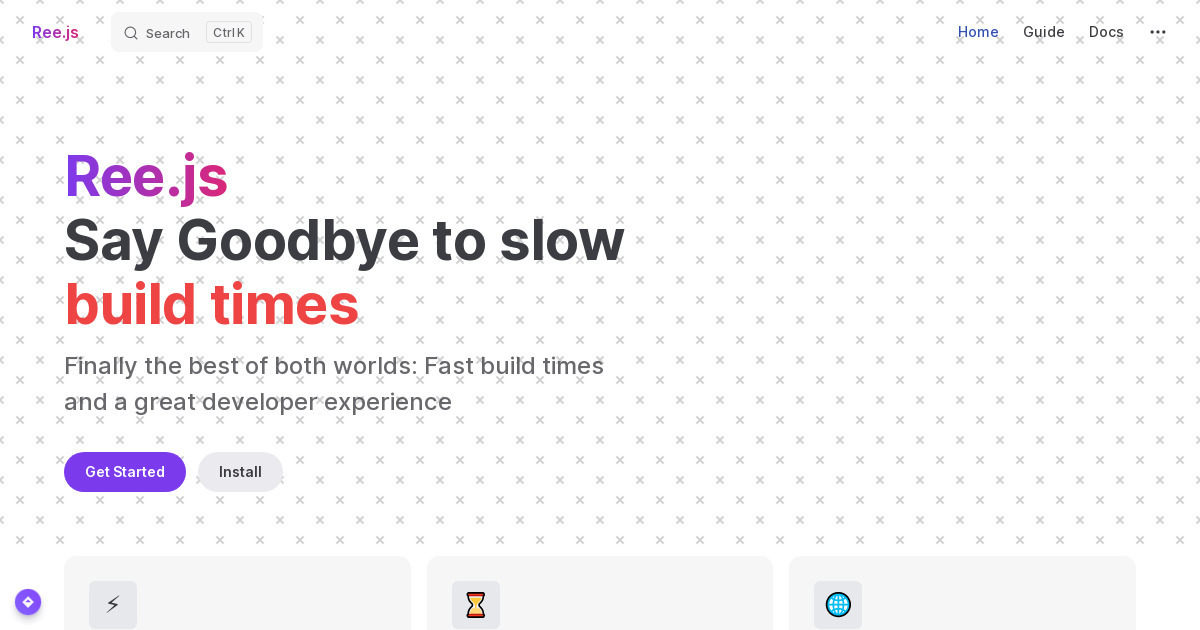 Ree.js
Search Ctrl K
Home Guide Docs
Ree.js
Say Goodbye to slow
build times
Finally the best of both worlds: Fast build times
and a great developer experience
Get Started Install